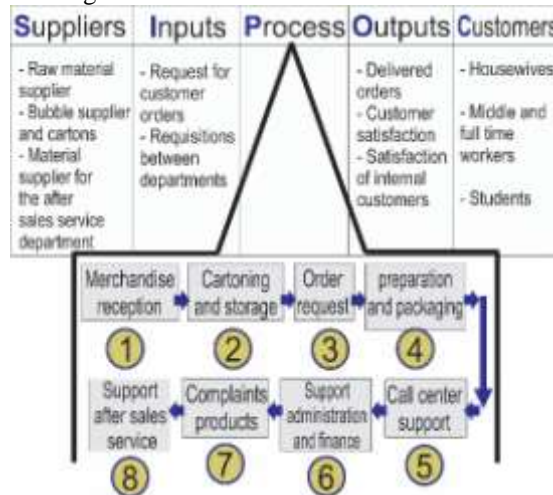 Suppliers Inputs Process Outputs Customers
- Raw material
supplier
- Bubble supplier
and cartons
- Material
supplier for
the after
sales service
department
- Request for
customer
orders
- Requisitions
between
departments
- Delivered
orders
- Customer
satisfaction
- Satisfaction
of internal
customers
- Housewives
- Middle and
full time
workers
- Students
Merchandise
reception
1
Cartoning
and storage
2
Order
request
3
preparation
and packaging
4
Call center
support
5
Support
administration
and finance
6
Complaints
products
7
Support
after sales
service
8